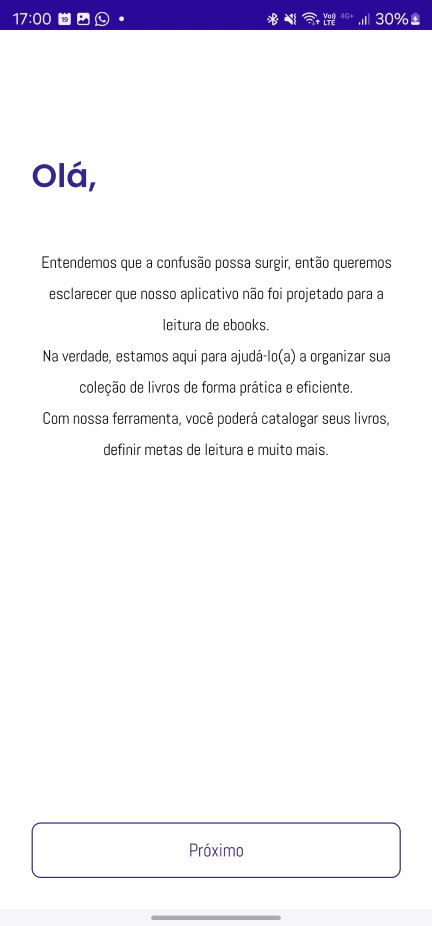 17:00
19
Vo))
LTE
4G+
30%
Olá,
Entendemos que a confusão possa surgir, então queremos
esclarecer que nosso aplicativo não foi projetado para a
leitura de ebooks.
Na verdade, estamos aqui para ajudá-lo(a) a organizar sua
coleção de livros de forma prática e eficiente.
Com nossa ferramenta, você poderá catalogar seus livros,
definir metas de leitura e muito mais.
Próximo